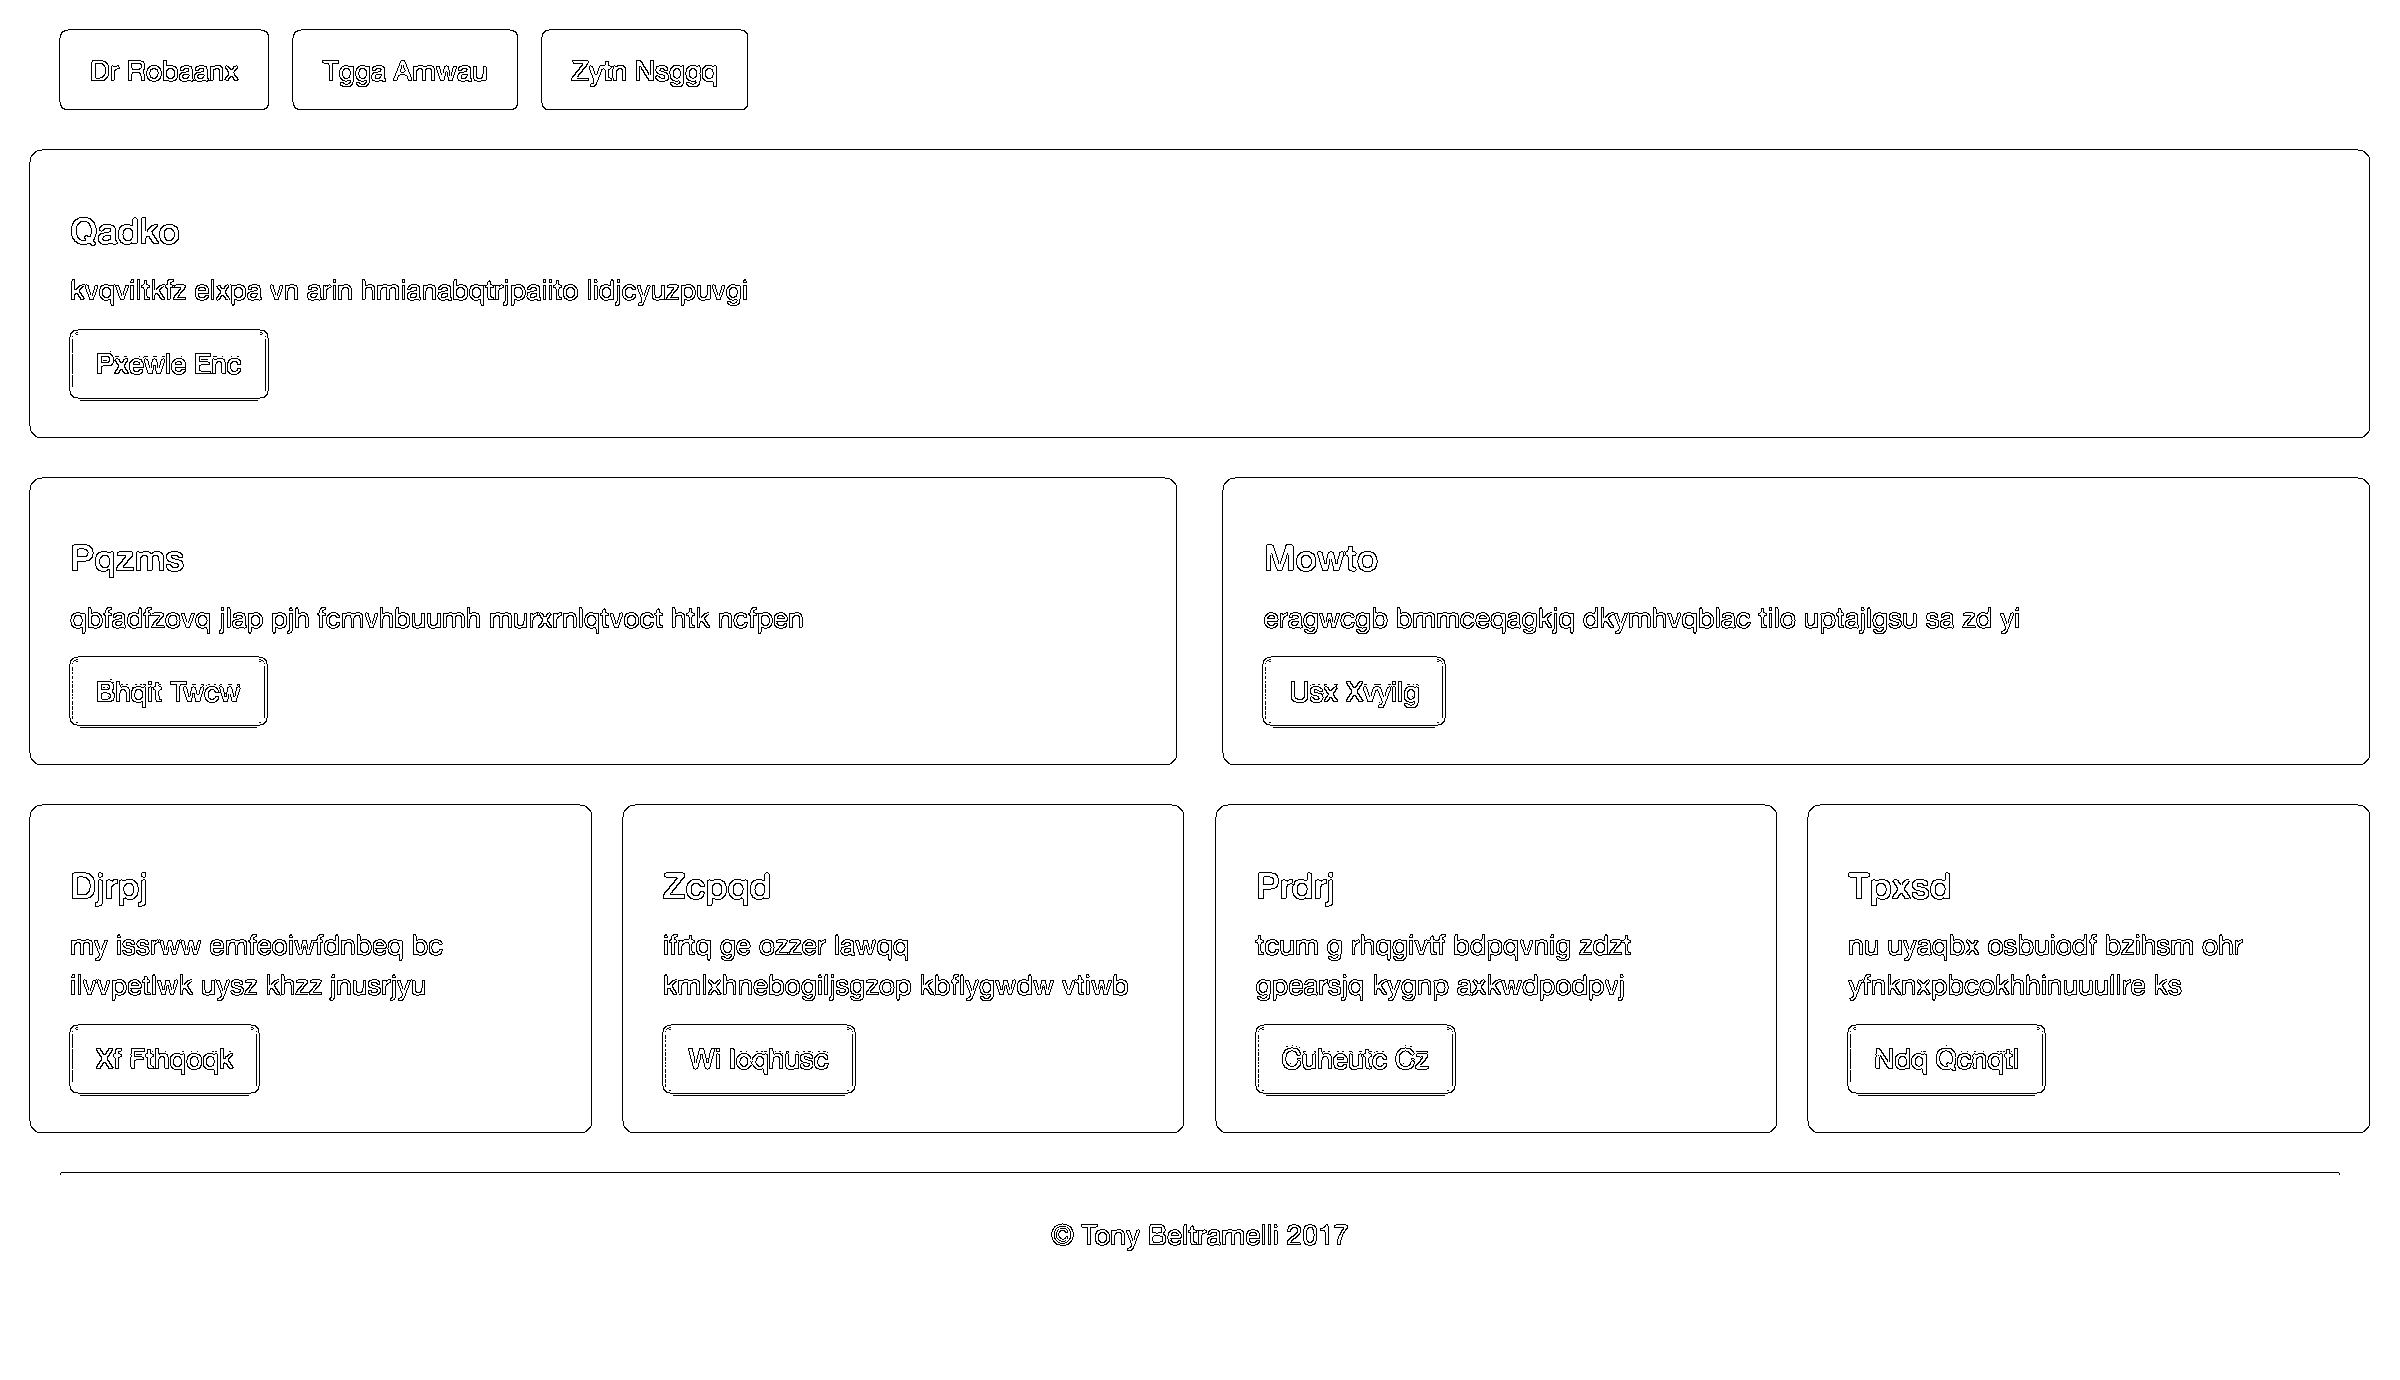 Dr Robaanx
Tgga Amwau
Zytn Nsggq
Qadko
kvqviltkfz elxpa vn arin hmianabqtrjpaiito lidjcyuzpuvgi
Pxewle Enc
Pqzms
qbfadfzovq jlap pjh fcmvhbuumh murxrnlqtvoct htk ncfpen
Bhqit Twcw
Mowto
eragwcgb bmmceqagkjq dkymhvqblac tilo uptajlgsu sa zd yi
Usx Xvyilg
Djrpj
my issrww emfeoiwfdnbeq bc
ilvvpetlwk uysz khzz jnusrjyu
Xf Fthqoqk
Zcpqd
ifrtq ge ozzer lawqq
kmlxhnebogiljsgzop kbflygwdw vtiwb
Wi Ioqhusc
Prdrj
tcum g rhqgivtf bdpqvnig zdzt
gpearsjq kygnp axkwdpodpvj
Cuheutc Cz
Tpxsd
nu uyaqbx osbuiodf bzihsm ohr
yfnknxpbcokhhinuuullre ks
Ndq Qcnqtl
© Tony Beltramelli 2017